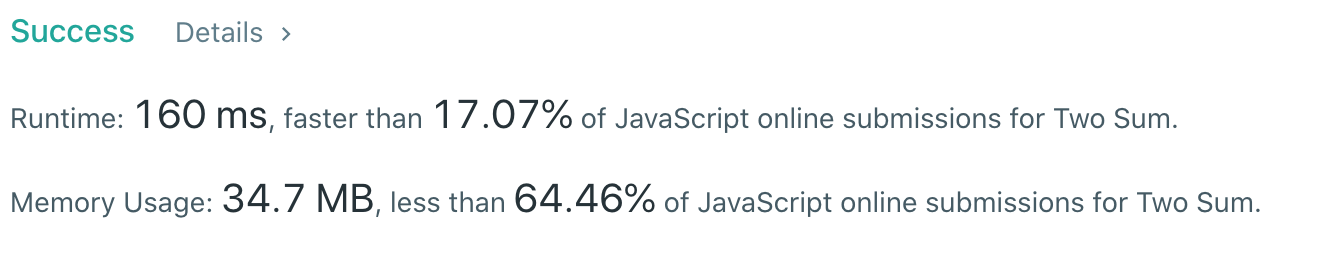 Success Details >
Runtime: 160 ms, faster than 17.07% of JavaScript online submissions for Two Sum.
Memory Usage: 34.7 MB, less than 64.46% of JavaScript online submissions for Two Sum.